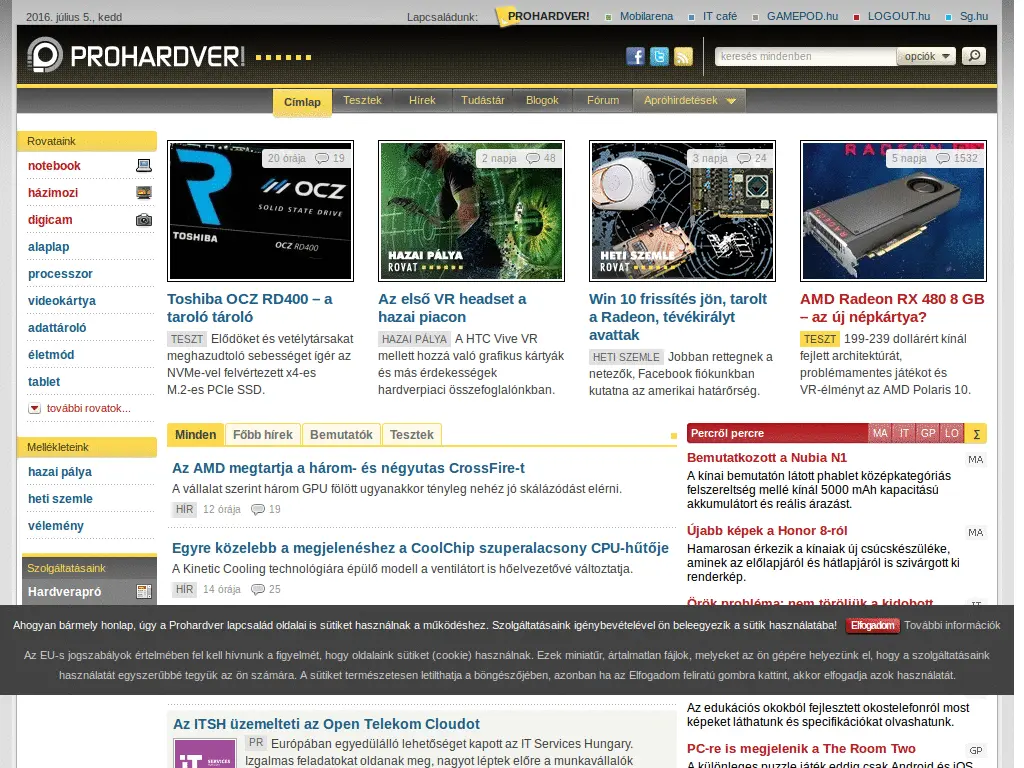 2016. július 5., kedd
Lapcsaládunk: PROHARDVER! Mobilarena IT café GAMEPOD.hu LOGOUT.hu Sg.hu
PROHARDVER!
keresés mindenben opciók
Címlap Tesztek Hírek Tudástár Blogok Fórum Apróhirdetések
Rovataink
notebook
házimozi
digicam
alaplap
processzor
videokártya
adattároló
életmód
tablet
további rovatok...
Mellékleteink
hazai pálya
heti szemle
vélemény
Szolgáltatásaink
Hardverapró
20 órája 19
OCZ
SOLID STATE DRIVE
TOSHIBA
OCZ RD400
Toshiba OCZ RD400 – a
taroló tároló
TESZT Elődöket és vetélytársakat
meghazudtoló sebességet ígér az
NVMe-vel felvértezett x4-es
M.2-es PCIe SSD.
2 napja 48
HAZAI PÁLYA
ROVAT
Az első VR headset a
hazai piacon
HAZAI PÁLYA A HTC Vive VR
mellett hozzá való grafikus kártyák
és más érdekességek
hardverpiaci összefoglalónkban.
3 napja 24
HETI SZEMLE
ROVAT
Win 10 frissítés jön, tarolt
a Radeon, tévékirályt
avattak
HETI SZEMLE Jobban rettegnek a
netezők, Facebook fiókunkban
kutatna az amerikai határőrség.
5 napja 1532
RADEON
AMD Radeon RX 480 8 GB
– az új népkártya?
TESZT 199-239 dollárért kínál
fejlett architektúrát,
problémamentes játékot és
VR-élményt az AMD Polaris 10.
Minden Főbb hírek Bemutatók Tesztek
Az AMD megtartja a három- és négyutas CrossFire-t
A vállalat szerint három GPU fölött ugyanakkor tényleg nehéz jó skálázódást elérni.
HÍR 12 órája 19
Egyre közelebb a megjelenéshez a CoolChip szuperalacsony CPU-hűtője
A Kinetic Cooling technológiára épülő modell a ventilátort is hőelvezetővé változtatja.
HÍR 14 órája 25
Percről percre MA IT GP LO Σ
Bemutatkozott a Nubia N1 MA
A kínai bemutatón látott phablet középkategóriás
felszereltség mellé kínál 5000 mAh kapacitású
akkumulátort és reális árazást.
Újabb képek a Honor 8-ról MA
Hamarosan érkezik a kínaiak új csúcskészüléke,
aminek az előlapjáról és hátlapjáról is szivárgott ki
renderkép.
Örök probléma: nem töröljük a kidobott IT
Ahogyan bármely honlap, úgy a Prohardver lapcsalád oldalai is sütiket használnak a működéshez. Szolgáltatásaink igénybevételével ön beleegyezik a sütik használatába! Elfogadom További információk
Az EU-s jogszabályok értelmében fel kell hívnunk a figyelmét, hogy oldalaink sütiket (cookie) használnak. Ezek miniatűr, ártalmatlan fájlok, melyeket az ön gépére helyezünk el, hogy a szolgáltatásaink
használatát egyszerűbbé tegyük az ön számára. A sütiket természetesen letilthatja a böngészőjében, azonban ha az Elfogadom feliratú gombra kattint, akkor elfogadja azok használatát.
Az ITSH üzemelteti az Open Telekom Cloudot
iT SERVICES
PR Európában egyedülálló lehetőséget kapott az IT Services Hungary.
Izgalmas feladatokat oldanak meg, nagyot léptek előre a munkavállalók
Az edukációs okokból fejlesztett okostelefonról most
képeket láthatunk és specifikációkat olvashatunk.
PC-re is megjelenik a The Room Two GP
A különleges puzzle játék eddig csak Android és iOS